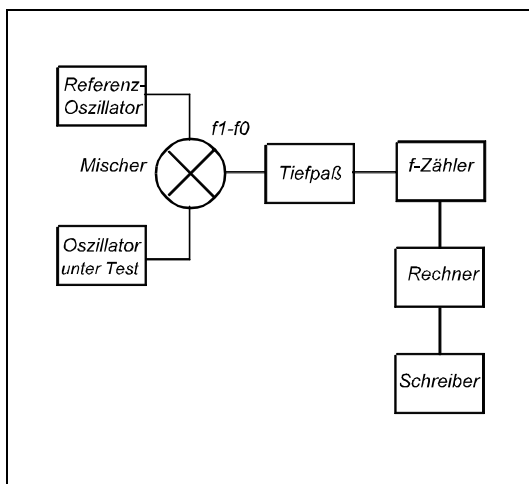 Referenz-
Oszillator
f1-f0
Mischer
Tiefpaß
f-Zähler
Oszillator
unter Test
Rechner
Schreiber